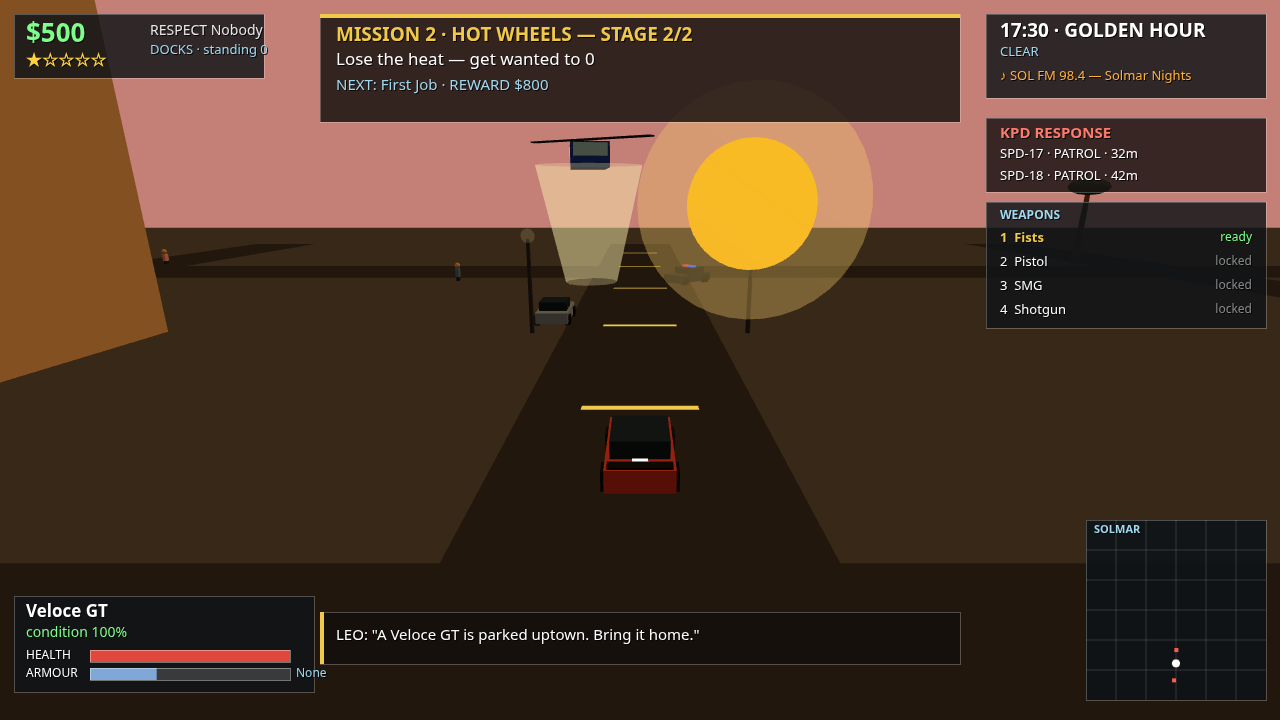 $500
★☆☆☆☆
RESPECT Nobody
DOCKS · standing 0
MISSION 2 · HOT WHEELS — STAGE 2/2
Lose the heat — get wanted to 0
NEXT: First Job · REWARD $800
17:30 · GOLDEN HOUR
CLEAR
♪ SOL FM 98.4 — Solmar Nights
KPD RESPONSE
SPD-17 · PATROL · 32m
SPD-18 · PATROL · 42m
WEAPONS
1 Fists ready
2 Pistol locked
3 SMG locked
4 Shotgun locked
SOLMAR
Veloce GT
condition 100%
HEALTH
ARMOUR None
LEO: "A Veloce GT is parked uptown. Bring it home."